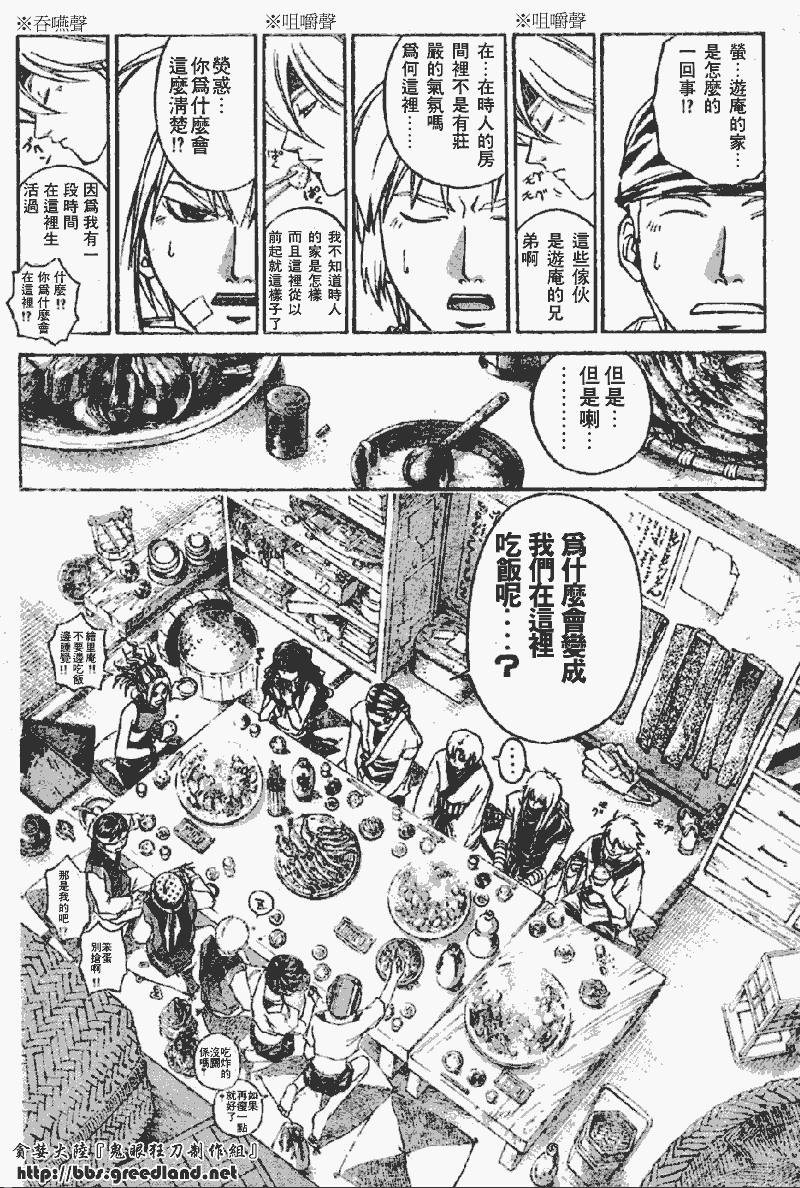 ※咀嚼聲
※咀嚼聲
※吞嚥聲
螢…遊庵的家…
是怎麼的
一回事!?
這些傢伙
是遊庵的兄
弟啊
在…在時人的房
間裡不是有莊
嚴的氣氛嗎
為何這裡……
我不知道時人
的家是怎樣
而且這裡從以
前起就這樣子了
熒惑…
你爲什麼會
這麼清楚!?
因爲我有一
段時間
在這裡生
活過
什麼!?
你爲什麼會
在這裡!?
但是…
但是喇…
…………
爲什麼會變成
我們在這裡
吃飯呢…?
…
繪里庵!!
不要邊吃飯
邊睡覺!!
那是我的吧!?
笨蛋
別搶啊!!
吃炸的
沒關
係嗎
如果
再瘦一點
就好了
貪婪大陸『鬼眼狂刀制作組』
http://bbs.greedland.net